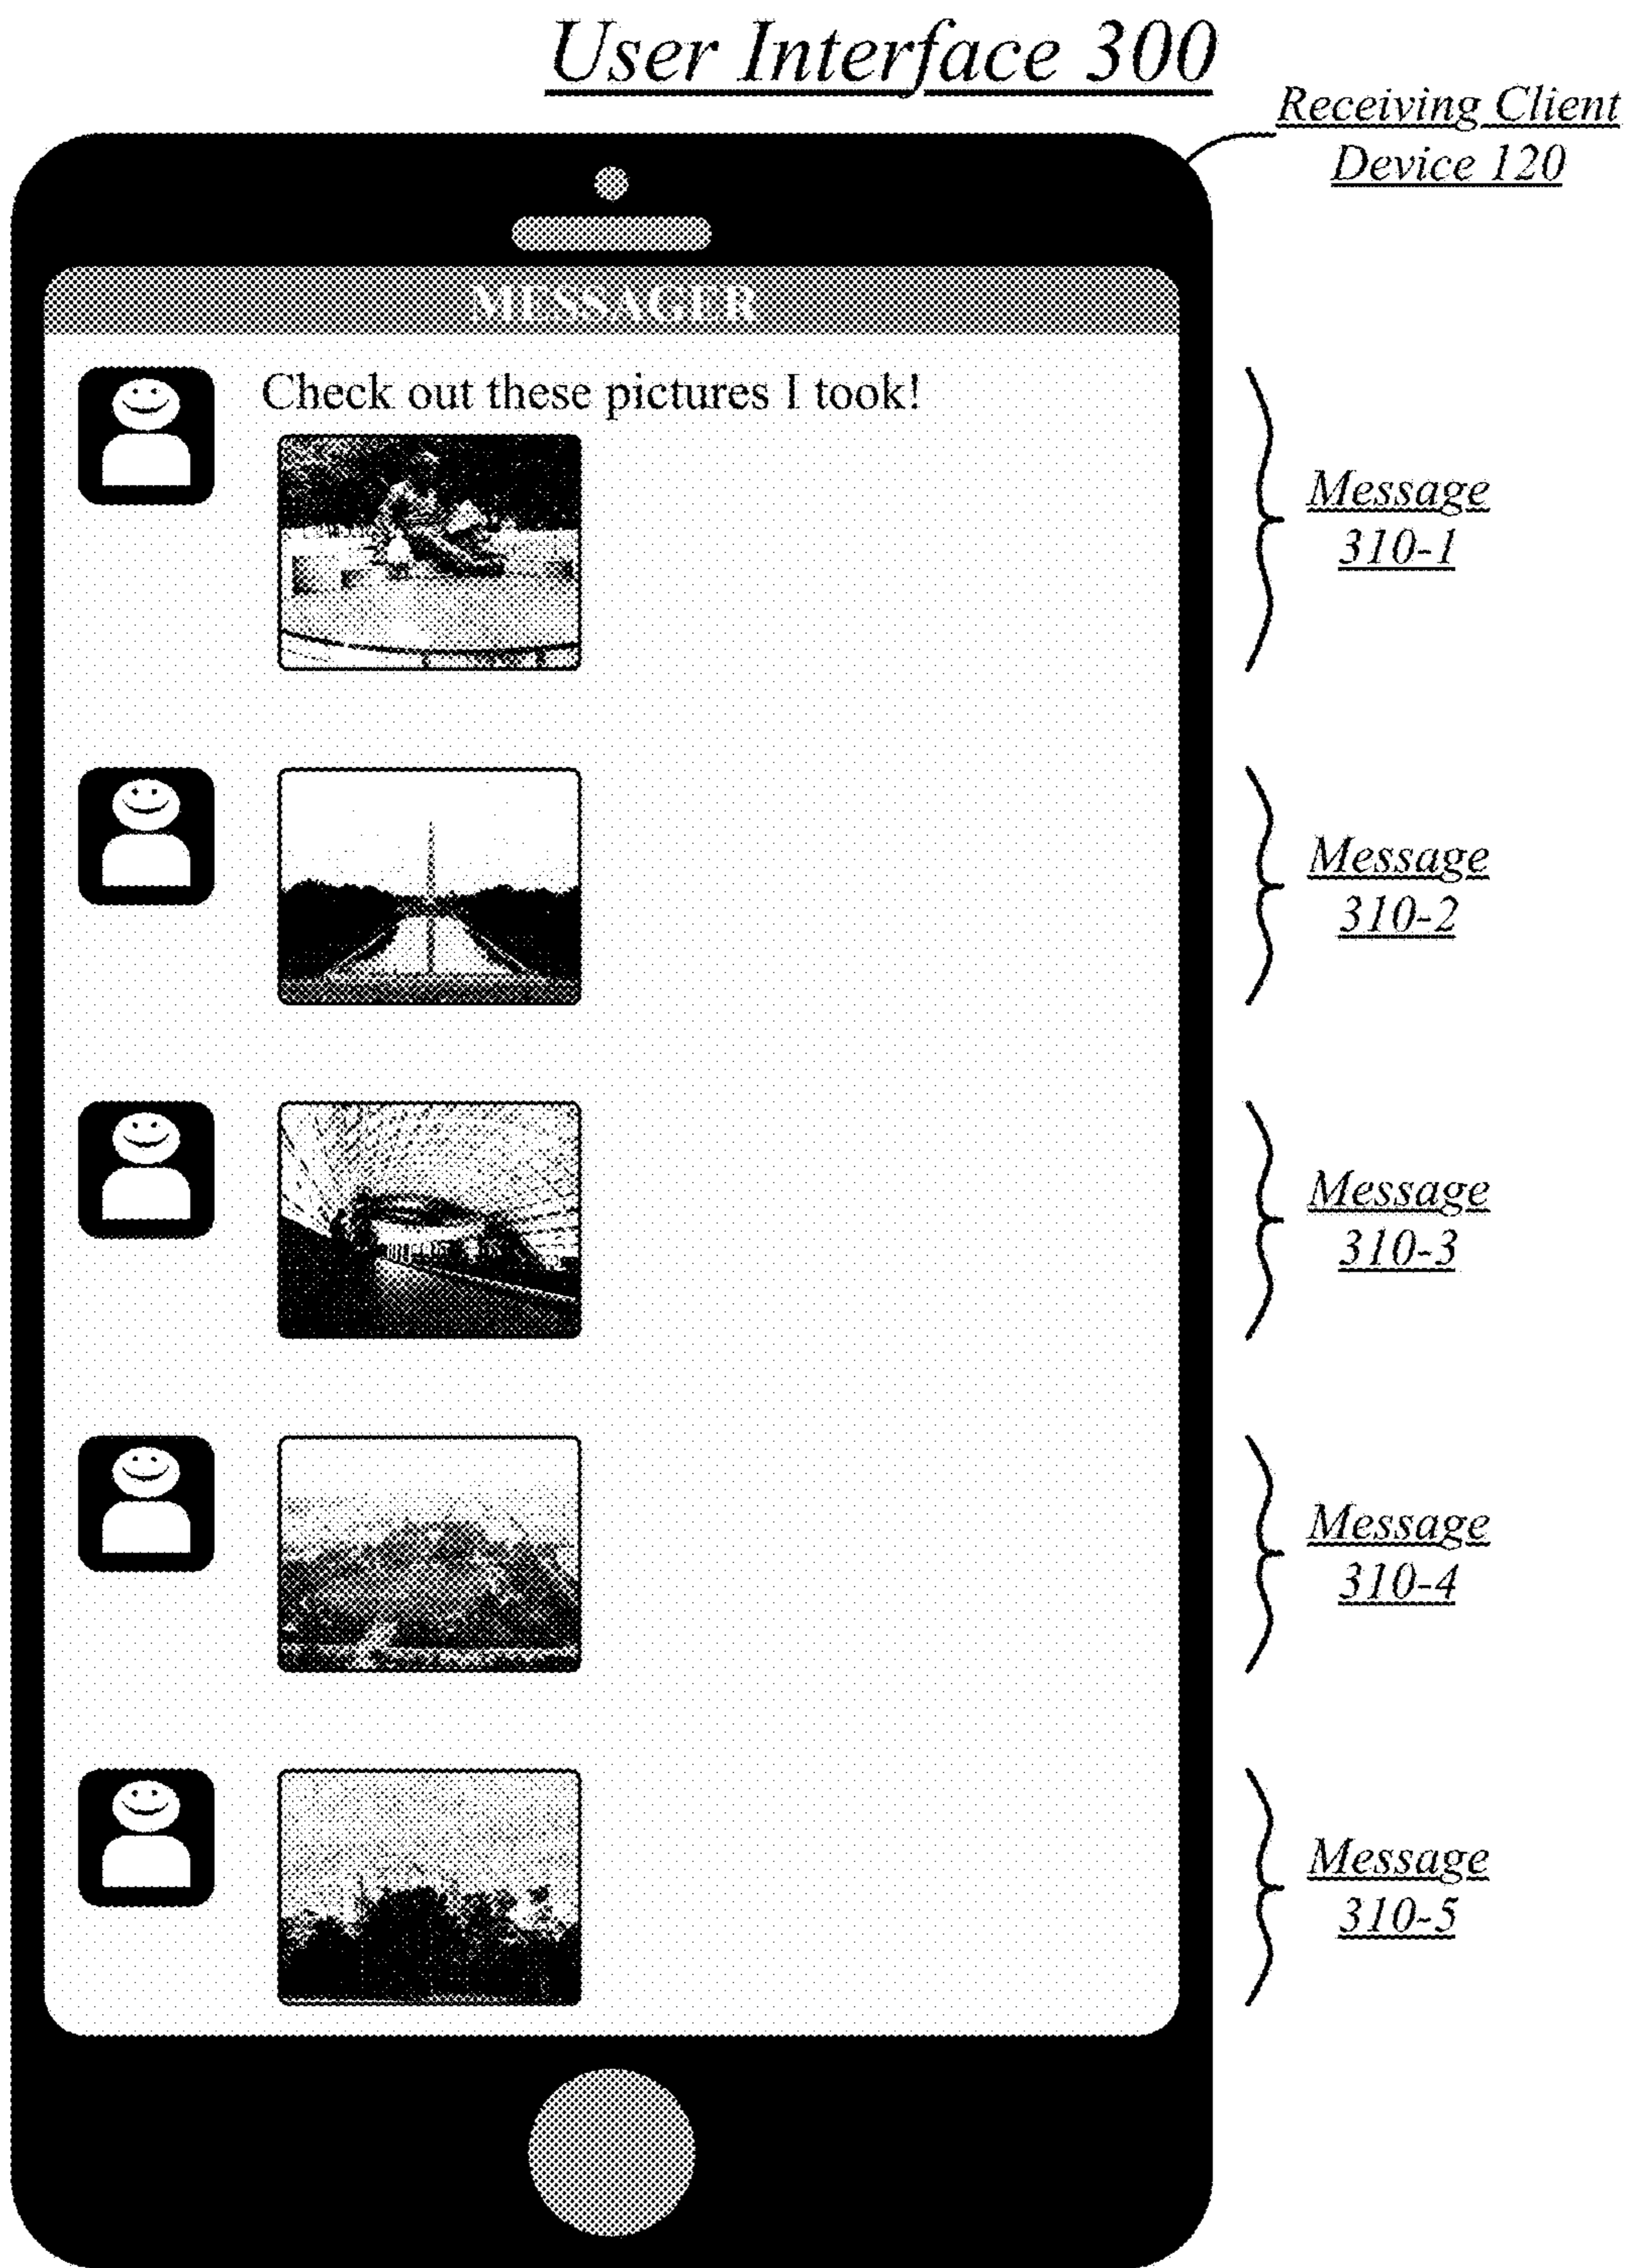 User Interface 300
Receiving Client
Device 120
MESSAGER
Check out these pictures I took!
Message
310-1
Message
310-2
Message
310-3
Message
310-4
Message
310-5